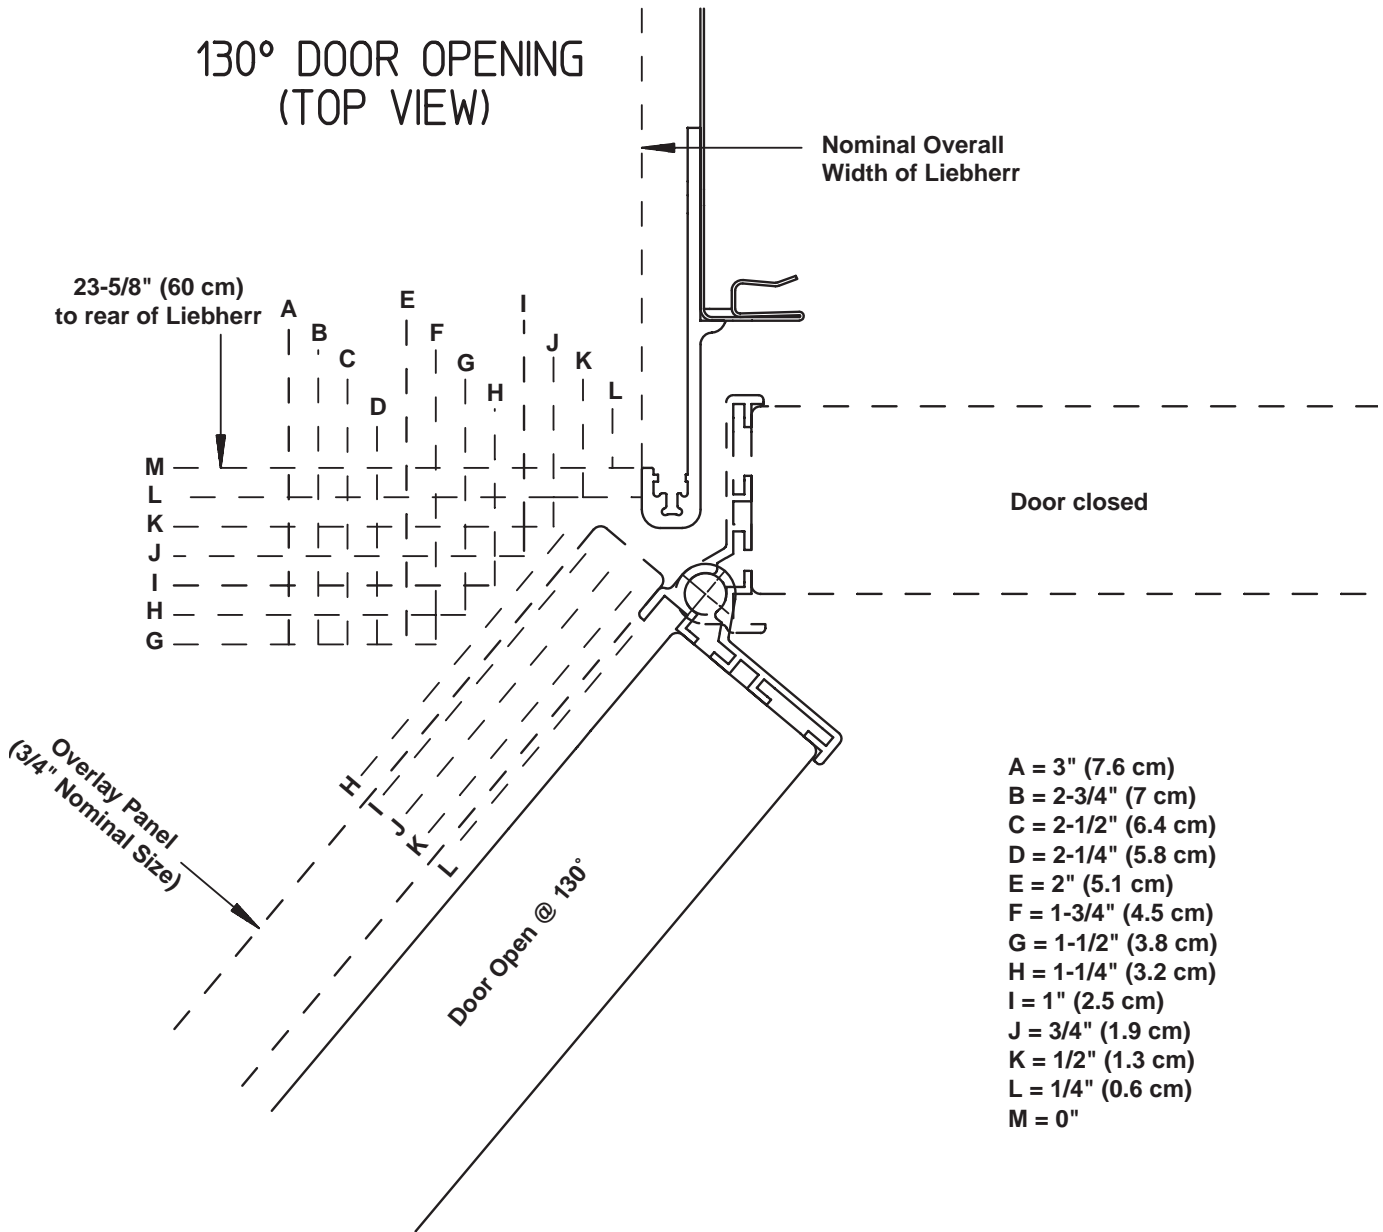 130° DOOR OPENING
(TOP VIEW)
Nominal Overall
Width of Liebherr
23-5/8" (60 cm)
to rear of Liebherr
A
B
C
D
E
F
G
H
I
J
K
L
M
L
K
J
I
H
G
Door closed
Overlay Panel
(3/4" Nominal Size)
H
I
J
K
L
Door Open @ 130°
A = 3" (7.6 cm)
B = 2-3/4" (7 cm)
C = 2-1/2" (6.4 cm)
D = 2-1/4" (5.8 cm)
E = 2" (5.1 cm)
F = 1-3/4" (4.5 cm)
G = 1-1/2" (3.8 cm)
H = 1-1/4" (3.2 cm)
I = 1" (2.5 cm)
J = 3/4" (1.9 cm)
K = 1/2" (1.3 cm)
L = 1/4" (0.6 cm)
M = 0"